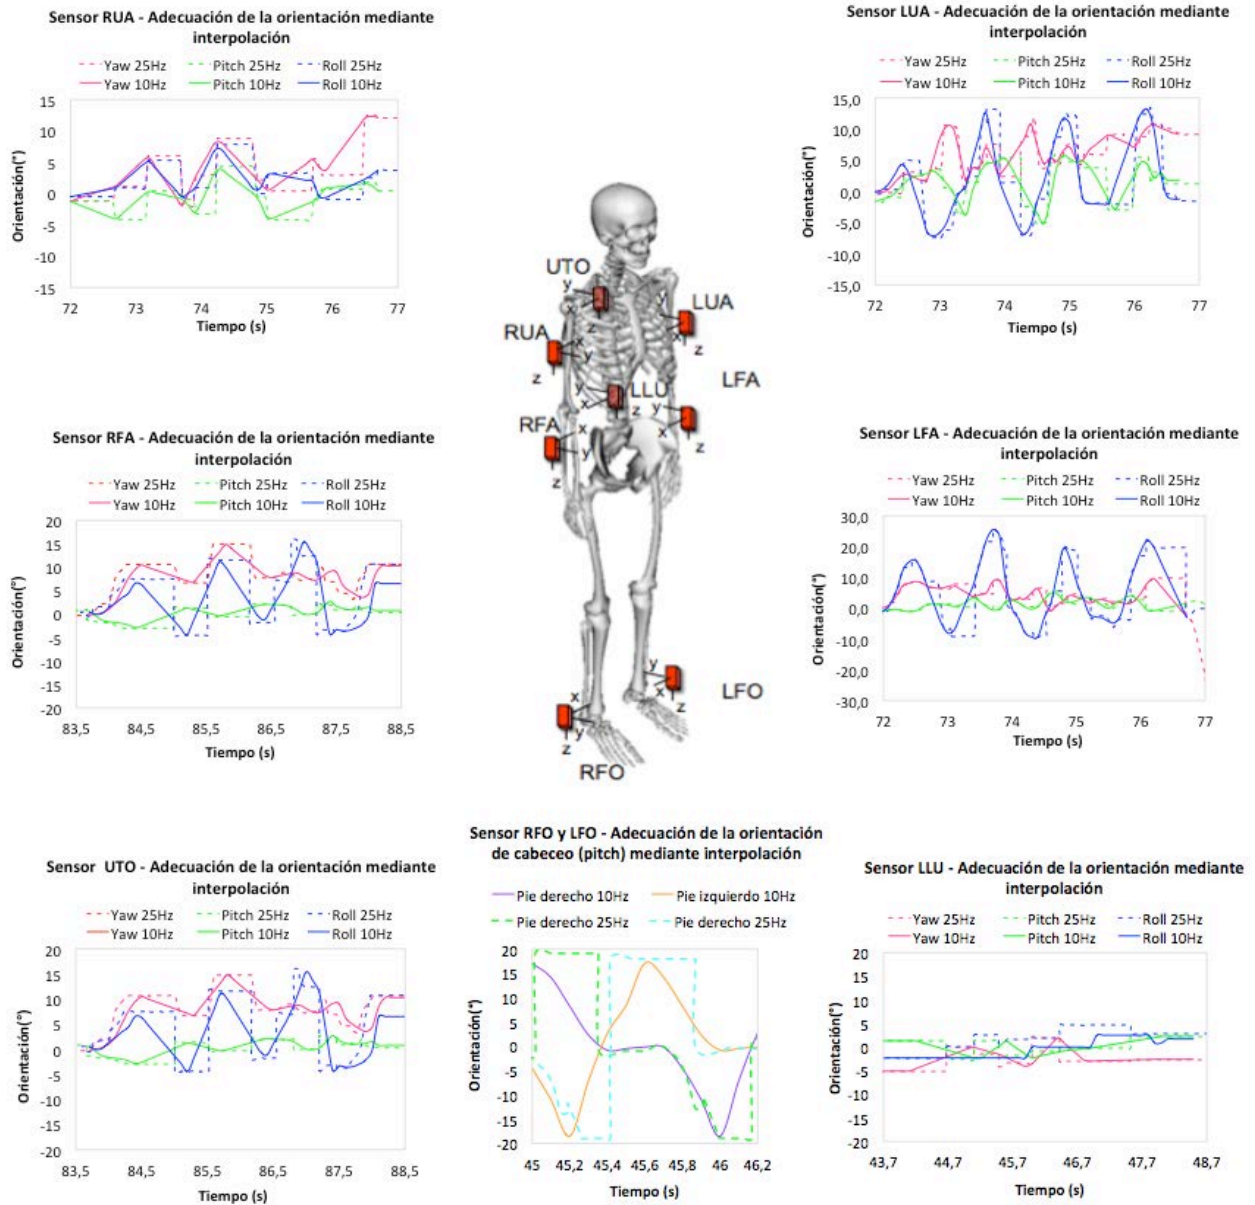 Sensor RUA - Adecuación de la orientación mediante
interpolación
Yaw 25Hz Pitch 25Hz Roll 25Hz
Yaw 10Hz Pitch 10Hz Roll 10Hz
Orientación(°)
15
10
5
0
-5
-10
-15
72 73 74 75 76 77
Tiempo (s)
Sensor LUA - Adecuación de la orientación mediante
interpolación
Yaw 25Hz Pitch 25Hz Roll 25Hz
Yaw 10Hz Pitch 10Hz Roll 10Hz
Orientación(°)
15,0
10,0
5,0
0,0
-5,0
-10,0
-15,0
72 73 74 75 76 77
Tiempo (s)
UTO
y
x
z
y
x
LUA
z
RUA
x
y
z
LFA
y
x
LLU
z
y
x
z
RFA
x
y
z
y
x
z
LFO
x
y
z
RFO
Sensor RFA - Adecuación de la orientación mediante
interpolación
Yaw 25Hz Pitch 25Hz Roll 25Hz
Yaw 10Hz Pitch 10Hz Roll 10Hz
Orientación(°)
20
15
10
5
0
-5
-10
-15
-20
83,5 84,5 85,5 86,5 87,5 88,5
Tiempo (s)
Sensor LFA - Adecuación de la orientación mediante
interpolación
Yaw 25Hz Pitch 25Hz Roll 25Hz
Yaw 10Hz Pitch 10Hz Roll 10Hz
Orientación(°)
30,0
20,0
10,0
0,0
-10,0
-20,0
-30,0
72 73 74 75 76 77
Tiempo (s)
Sensor UTO - Adecuación de la orientación mediante
interpolación
Yaw 25Hz Pitch 25Hz Roll 25Hz
Yaw 10Hz Pitch 10Hz Roll 10Hz
Orientación(°)
20
15
10
5
0
-5
-10
-15
-20
83,5 84,5 85,5 86,5 87,5 88,5
Tiempo (s)
Sensor RFO y LFO - Adecuación de la orientación
de cabeceo (pitch) mediante interpolación
Pie derecho 10Hz Pie izquierdo 10Hz
Pie derecho 25Hz Pie derecho 25Hz
Orientación(°)
20
15
10
5
0
-5
-10
-15
-20
45 45,2 45,4 45,6 45,8 46 46,2
Tiempo (s)
Sensor LLU - Adecuación de la orientación mediante
interpolación
Yaw 25Hz Pitch 25Hz Roll 25Hz
Yaw 10Hz Pitch 10Hz Roll 10Hz
Orientación(°)
20
15
10
5
0
-5
-10
-15
-20
43,7 44,7 45,7 46,7 47,7 48,7
Tiempo (s)